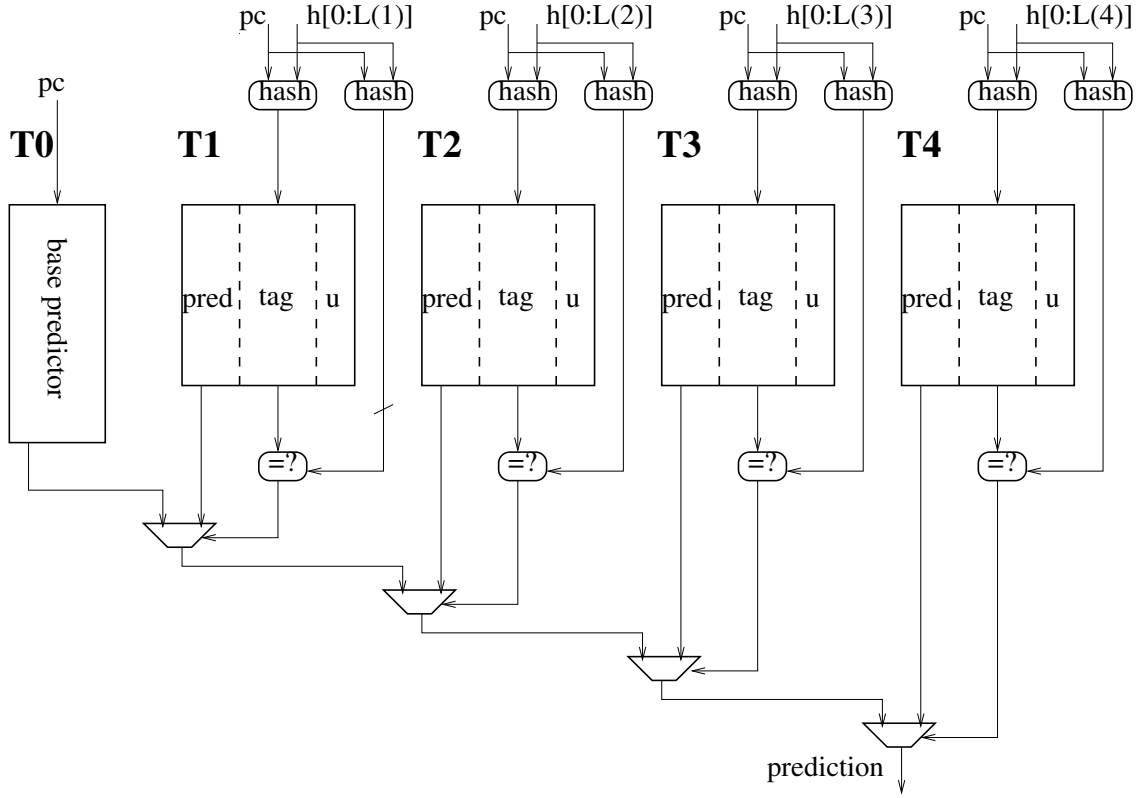 pc h[0:L(1)] pc h[0:L(2)] pc h[0:L(3)] pc h[0:L(4)]
hash hash hash hash hash hash hash hash
pc
T0 T1 T2 T3 T4
base predictor
pred tag u pred tag u pred tag u pred tag u
=? =? =? =?
prediction